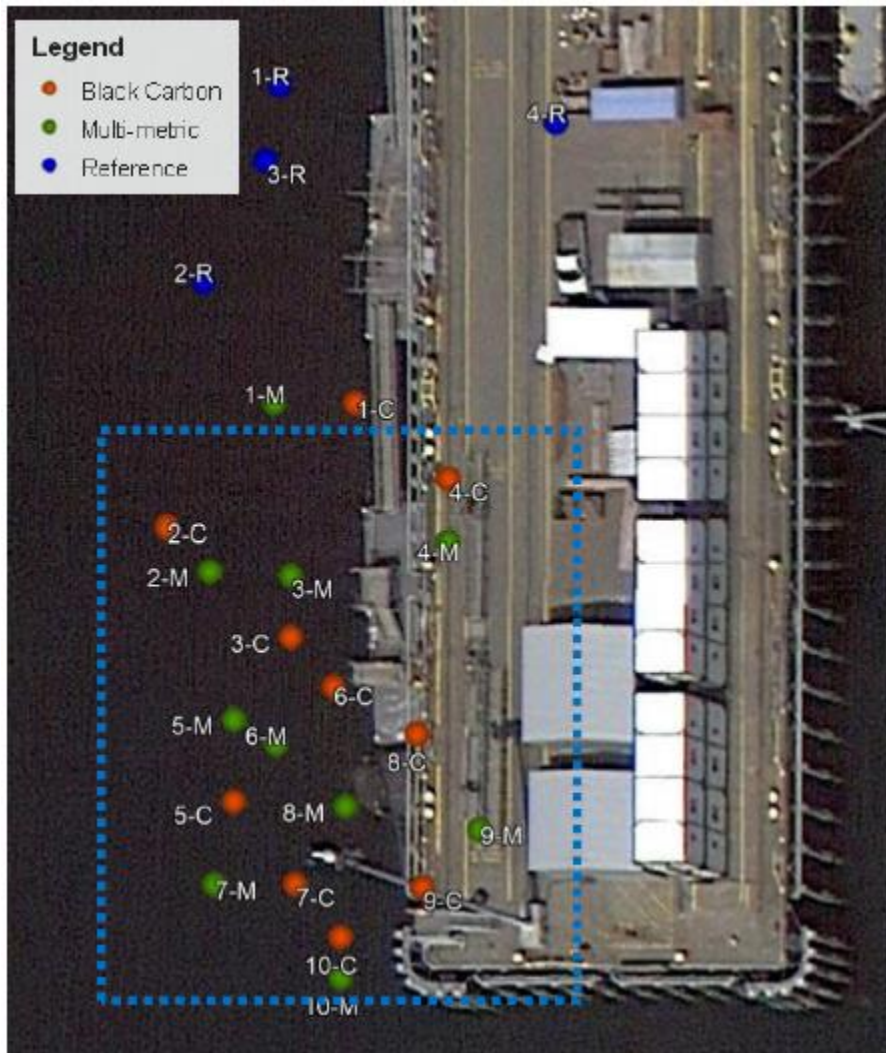 Legend
Black Carbon
Multi-metric
Reference
1-R
4-R
3-R
2-R
1-M
1-C
4-C
2-C
4-M
2-M
3-M
3-C
6-C
5-M
6-M
8-C
5-C
8-M
9-M
7-M
7-C
9-C
10-C
10-M